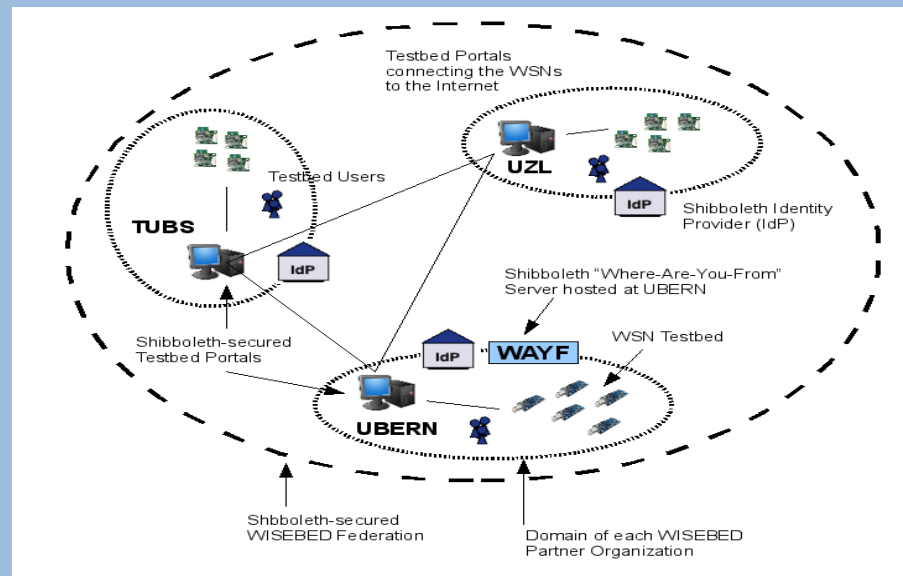 Testbed Portals
connecting the WSNs
to the Internet
UZL
IdP
Shibboleth Identity
Provider (IdP)
Testbed Users
TUBS
IdP
Shibboleth "Where-Are-You-From"
Server hosted at UBERN
Shibboleth-secured
Testbed Portals
IdP
WAYF
WSN Testbed
UBERN
Shbboleth-secured
WISEBED Federation
Domain of each WISEBED
Partner Organization